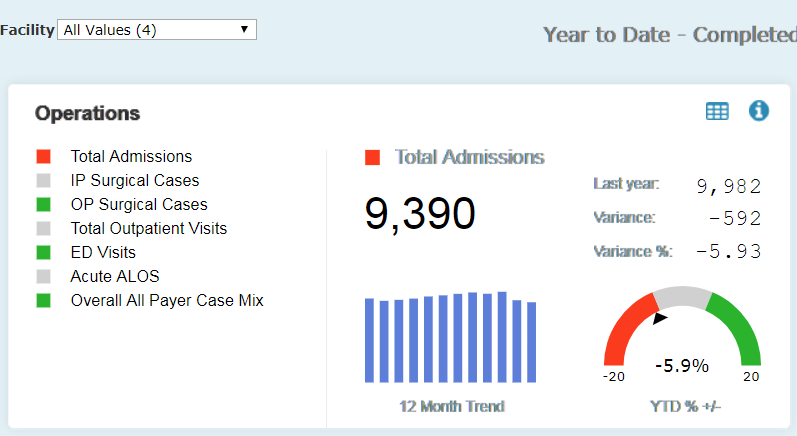 Facility All Values (4)
Year to Date - Completed
Operations
Total Admissions
IP Surgical Cases
OP Surgical Cases
Total Outpatient Visits
ED Visits
Acute ALOS
Overall All Payer Case Mix
Total Admissions
9,390
Last year: 9,982
Variance: -592
Variance %: -5.93
12 Month Trend
-5.9%
-20 20
YTD % +/-